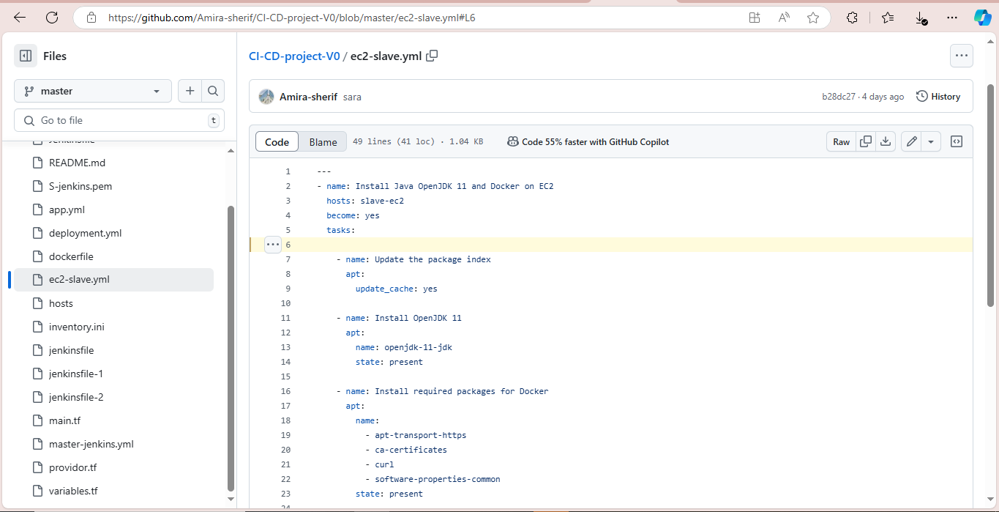 https://github.com/Amira-sherif/CI-CD-project-V0/blob/master/ec2-slave.yml#L6
Files
master
Go to file
t
Jenkinsfile
README.md
S-jenkins.pem
app.yml
deployment.yml
dockerfile
ec2-slave.yml
hosts
inventory.ini
jenkinsfile
jenkinsfile-1
jenkinsfile-2
main.tf
master-jenkins.yml
providor.tf
variables.tf
CI-CD-project-V0 / ec2-slave.yml
Amira-sherif sara
b28dc27 · 4 days ago History
Code Blame 49 lines (41 loc) · 1.04 KB Code 55% faster with GitHub Copilot Raw
1 ---
2 - name: Install Java OpenJDK 11 and Docker on EC2
3 hosts: slave-ec2
4 become: yes
5 tasks:
6
7 - name: Update the package index
8 apt:
9 update_cache: yes
10
11 - name: Install OpenJDK 11
12 apt:
13 name: openjdk-11-jdk
14 state: present
15
16 - name: Install required packages for Docker
17 apt:
18 name:
19 - apt-transport-https
20 - ca-certificates
21 - curl
22 - software-properties-common
23 state: present
24